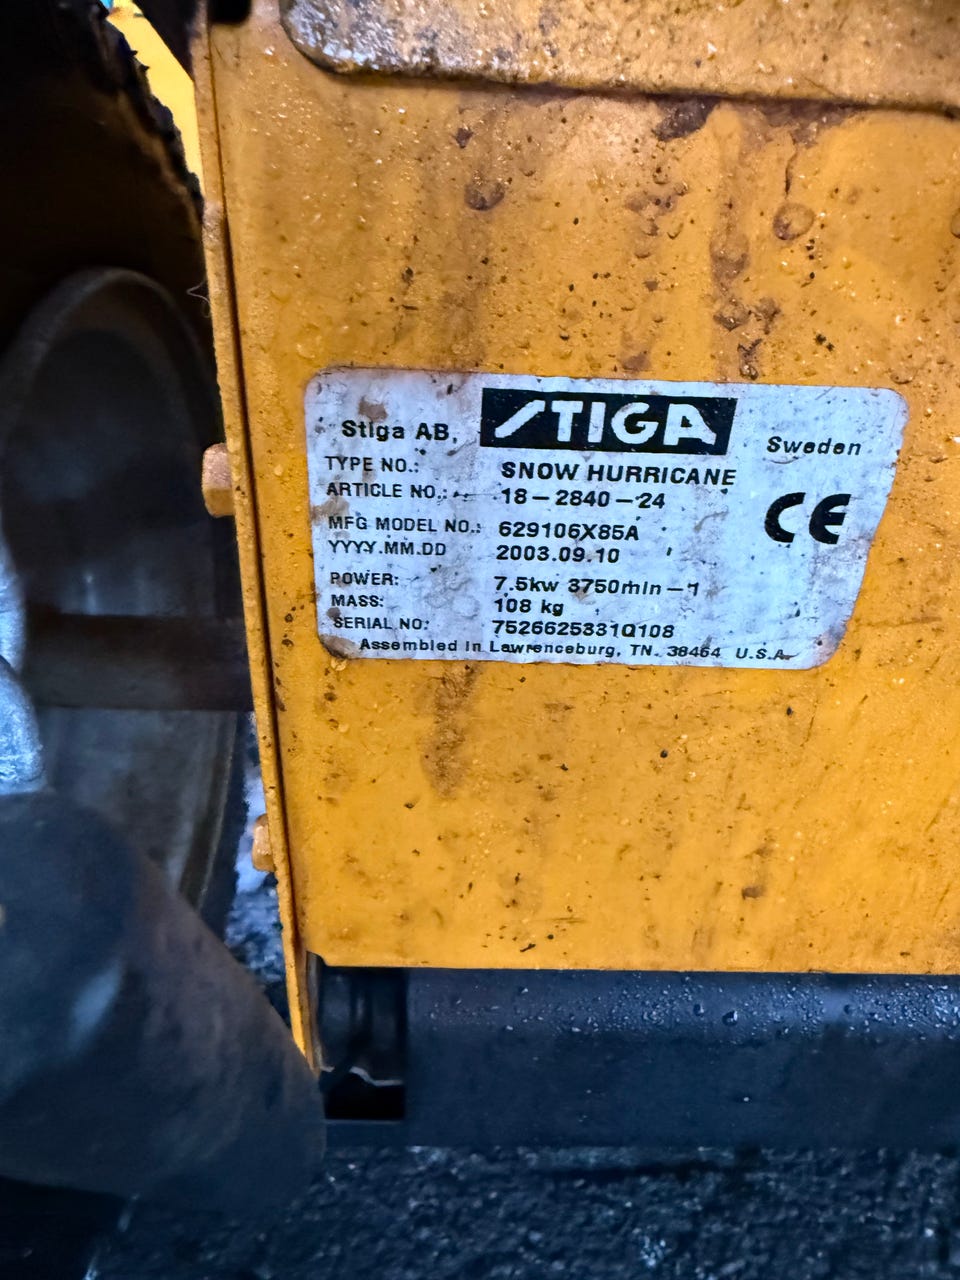 Stiga AB, STIGA Sweden
TYPE NO.: SNOW HURRICANE
ARTICLE NO.: 18-2840-24
CE
MFG MODEL NO.: 629106X85A
YYYY.MM.DD 2003.09.10
POWER: 7.5kw 3750min-1
MASS: 108 kg
SERIAL NO: 7526625331Q108
Assembled in Lawrenceburg, TN. 38464 U.S.A.